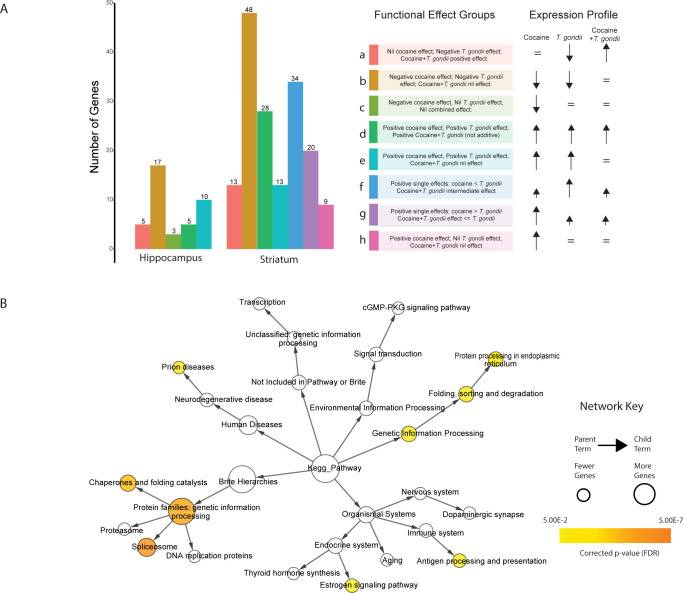 A
Number of Genes
50
40
30
20
10
0
5
17
3
5
10
13
48
28
13
34
20
9
Hippocampus
Striatum
Functional Effect Groups
Expression Profile
Cocaine
T. gondii
Cocaine
+T. gondii
a
Nil cocaine effect; Negative T. gondii effect;
Cocaine+T. gondii positive effect.
=
b
Negative cocaine effect; Negative T. gondii
effect; Cocaine+T. gondii nil effect
=
c
Negative cocaine effect, Nil T. gondii effect,
Nil combined effect.
= =
d
Positive cocaine effect; Positive T. gondii effect,
Positive Cocaine+T. gondii (not additive)
e
Positive cocaine effect, Positive T. gondii effect,
Cocaine+T. gondii nil effect
=
f
Positive single effects; cocaine < T. gondii
Cocaine+T. gondii intermediate effect
g
Positive single effects; cocaine > T. gondii
Cocaine+T. gondii effect <= T. gondii
h
Positive cocaine effect, Nil T. gondii effect,
Cocaine+T. gondii nil effect
= =
B
Transcription
cGMP-PKG signaling pathway
Unclassified: genetic information
processing
Signal transduction
Protein processing in endoplasmic
reticulum
Prion diseases
Not Included in Pathway or Brite
Neurodegenerative disease
Folding, sorting and degradation
Environmental Information Processing
Human Diseases
Genetic Information Processing
Kegg_Pathway
Chaperones and folding catalysts
Brite Hierarchies
Protein families: genetic information
processing
Proteasome
Spliceosome
DNA replication proteins
Nervous system
Organismal Systems
Dopaminergic synapse
Immune system
Endocrine system
Aging
Antigen processing and presentation
Thyroid hormone synthesis
Estrogen signaling pathway
Network Key
Parent
Term
Child
Term
Fewer
Genes
More
Genes
5.00E-2
5.00E-7
Corrected p-value (FDR)